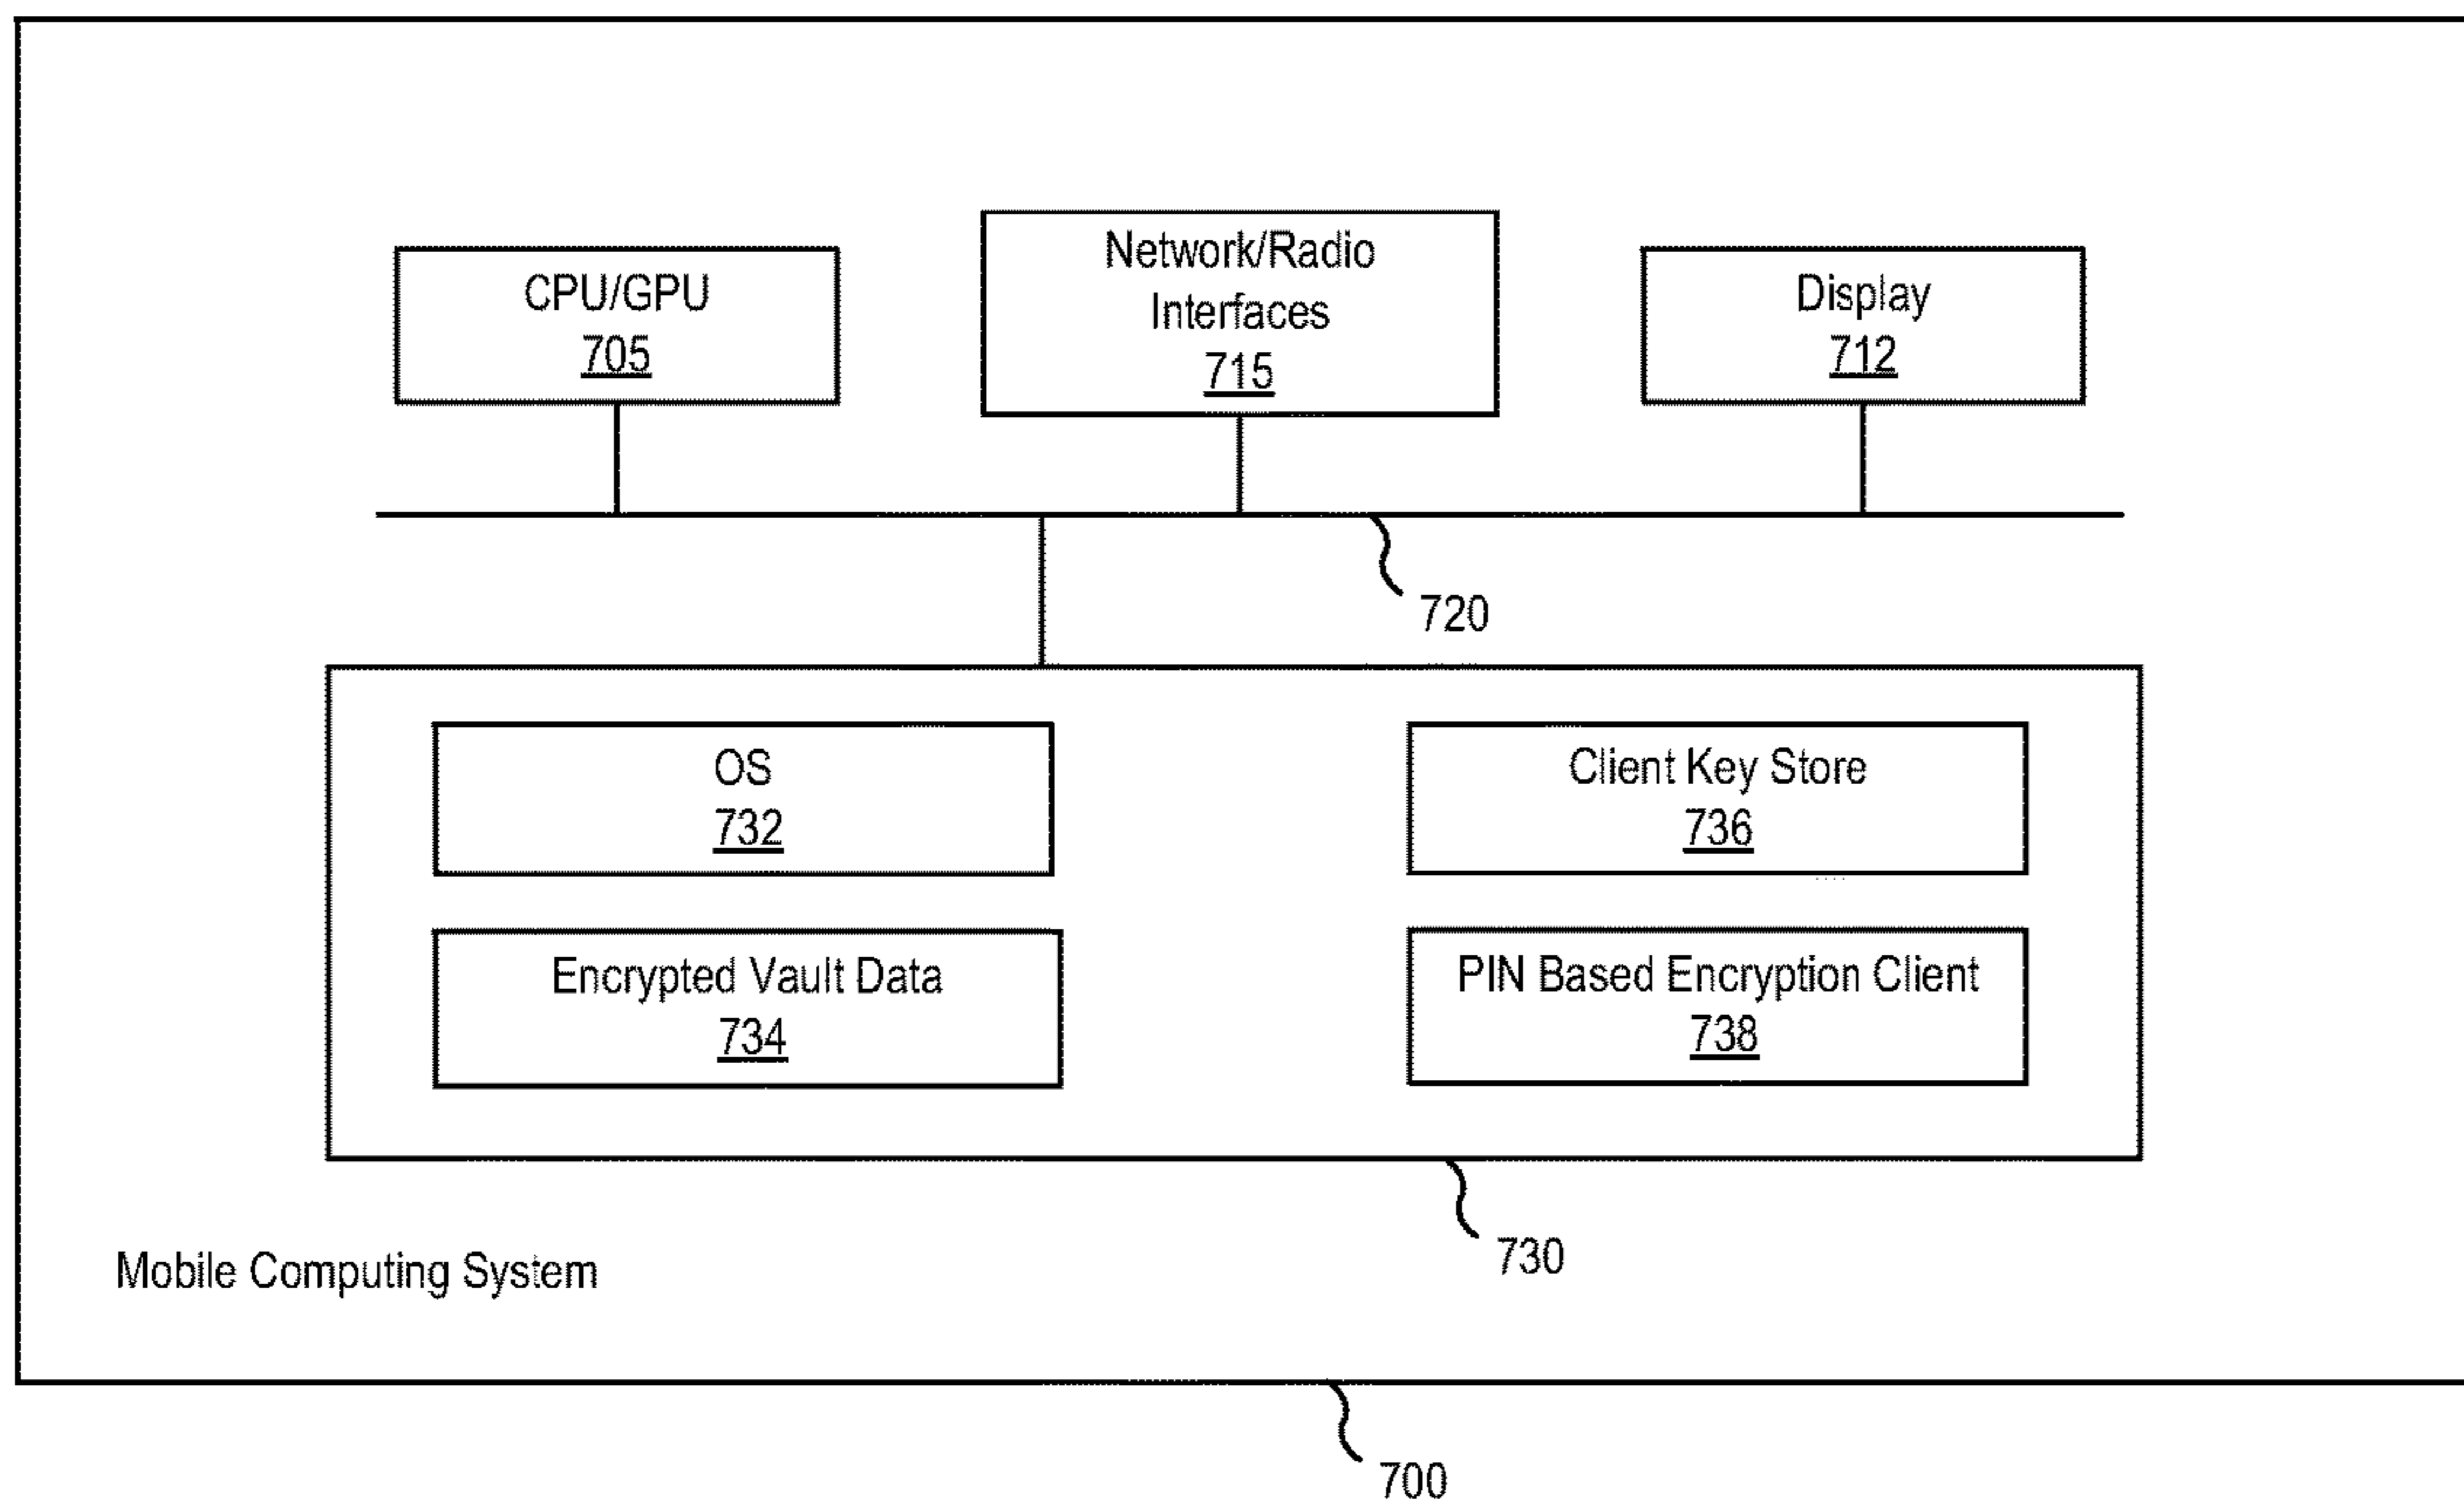 CPU/GPU
705
Network/Radio
Interfaces
715
Display
712
720
OS
732
Client Key Store
736
Encrypted Vault Data
734
PIN Based Encryption Client
738
730
Mobile Computing System
700